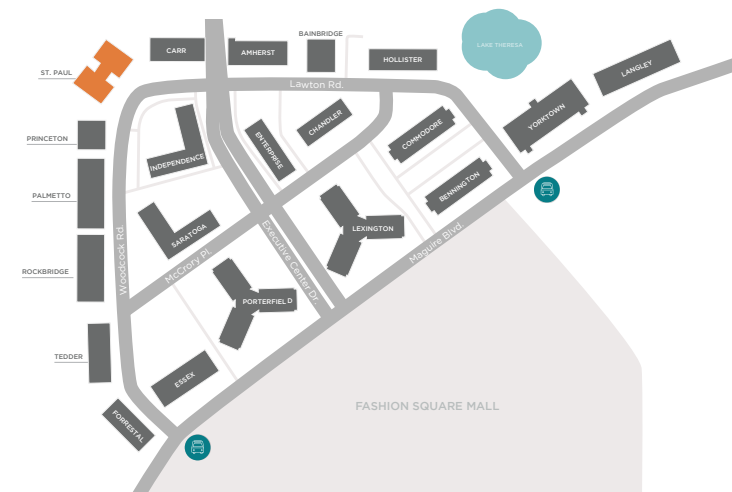 BAINBRIDGE
CARR
AMHERST
HOLLISTER
LAKE THERESA
LANGLEY
ST. PAUL
Lawton Rd.
YORKTOWN
CHANDLER
COMMODORE
ENTERPRISE
PRINCETON
INDEPENDENCE
BENNINGTON
PALMETTO
SARATOGA
LEXINGTON
Woodcock Rd.
McCrory Pl.
Executive Center Dr.
Maguire Blvd.
ROCKBRIDGE
PORTERFIELD
TEDDER
ESSEX
FORRESTAL
FASHION SQUARE MALL